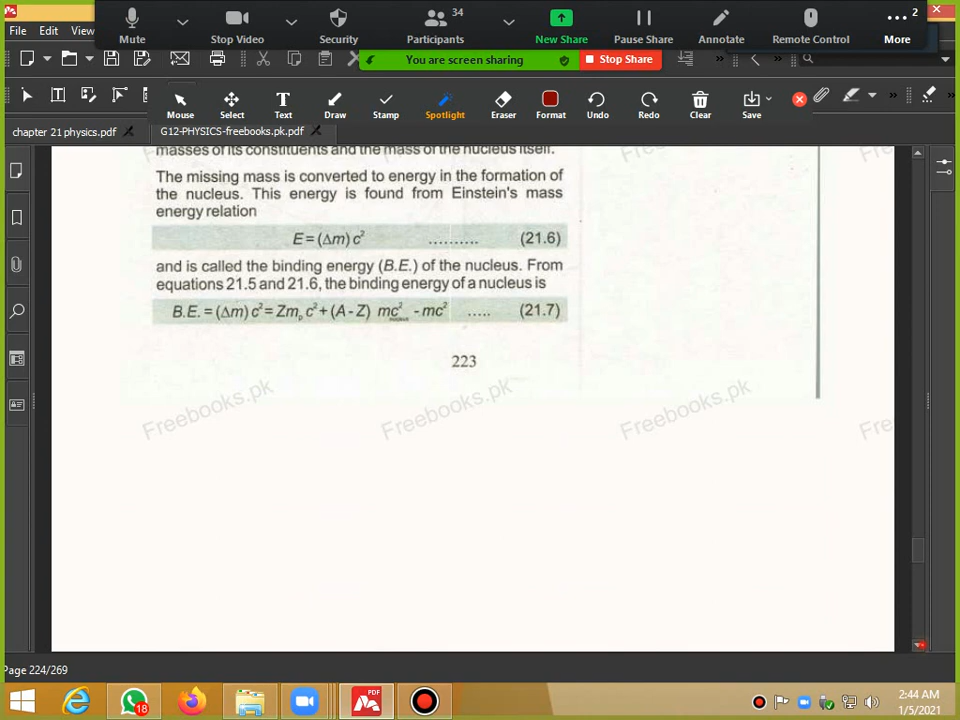 34
2
Mute
Stop Video
Security
Participants
New Share
Pause Share
Annotate
Remote Control
More
File Edit View
You are screen sharing
Stop Share
Mouse
Select
Text
Draw
Stamp
Spotlight
Eraser
Format
Undo
Redo
Clear
Save
chapter 21 physics.pdf
G12-PHYSICS-freebooks.pk.pdf
masses of its constituents and the mass of the nucleus itself.
The missing mass is converted to energy in the formation of
the nucleus. This energy is found from Einstein's mass
energy relation
E = (Δm) c² .......... (21.6)
and is called the binding energy (B.E.) of the nucleus. From
equations 21.5 and 21.6, the binding energy of a nucleus is
B.E. = (Δm) c² = Zmₚ c² + (A - Z) mc² - mc² ..... (21.7)
223
Freebooks.pk
Freebooks.pk
Freebooks.pk
Free
Page 224/269
18
PDF
2:44 AM
1/5/2021